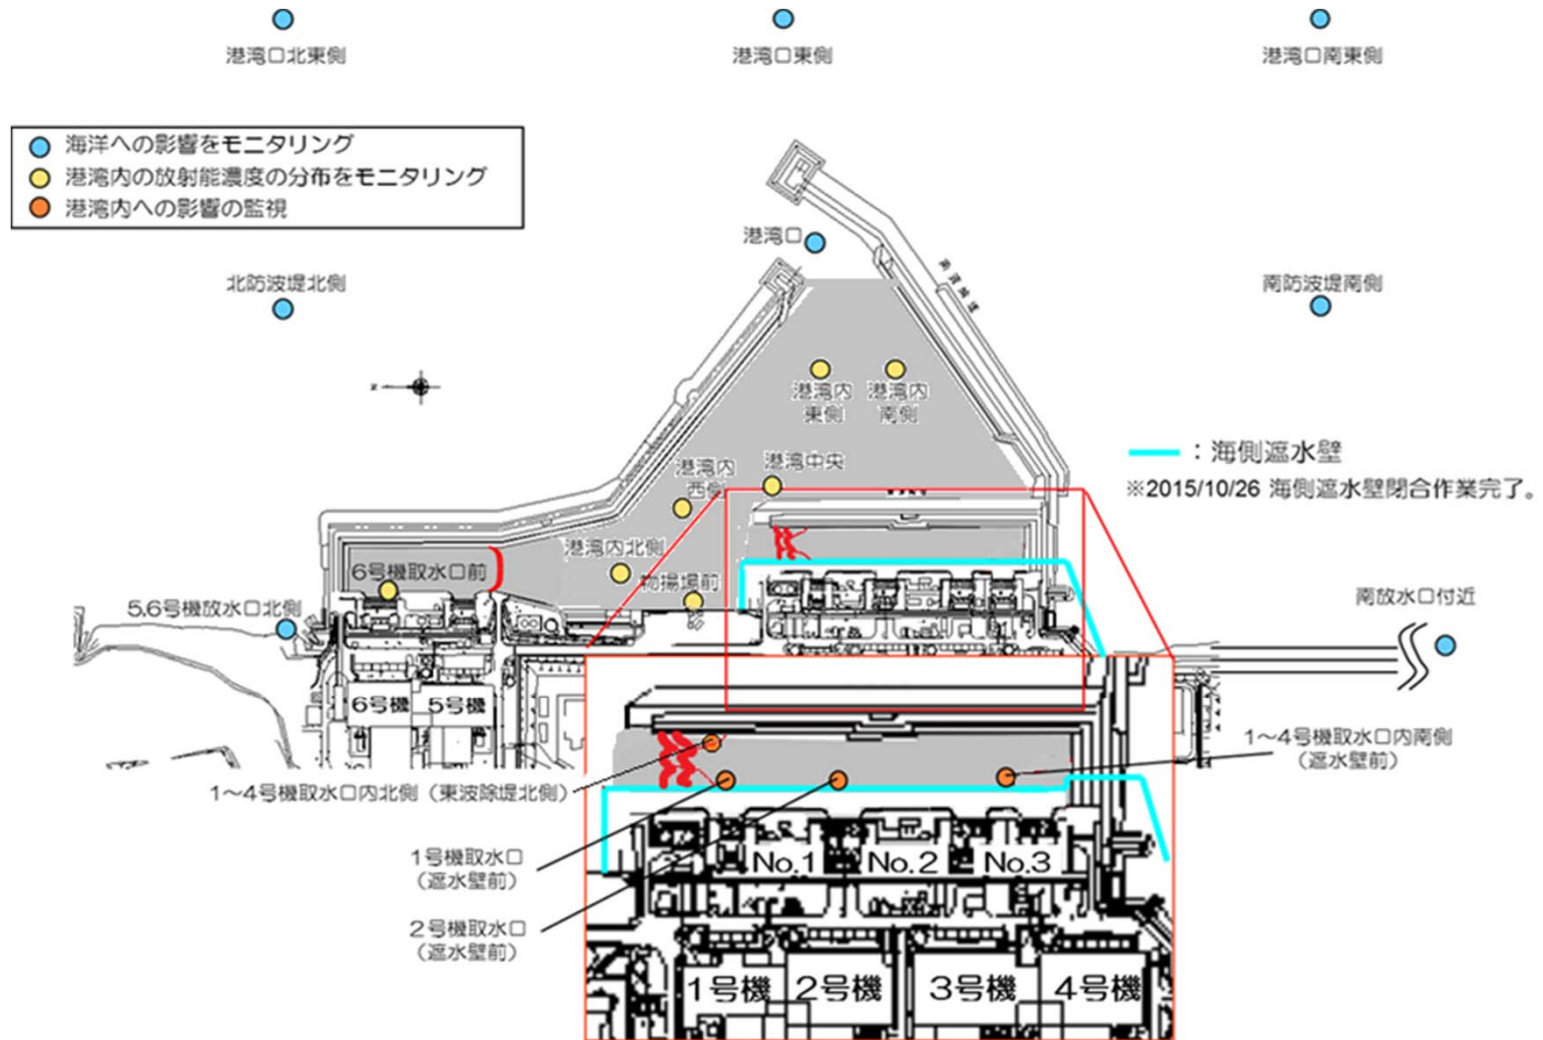 港湾口北東側
港湾口東側
港湾口南東側
海洋への影響をモニタリング
港湾内の放射能濃度の分布をモニタリング
港湾内への影響の監視
港湾口
北防波堤北側
南防波堤南側
港湾内
東側
港湾内
南側
：海側遮水壁
※2015/10/26 海側遮水壁閉合作業完了。
港湾中央
港湾内
西側
港湾内北側
物揚場前
6号機取水口前
5,6号機放水口北側
南放水口付近
6号機
5号機
1～4号機取水口内南側
（遮水壁前）
1～4号機取水口内北側（東波除堤北側）
1号機取水口
（遮水壁前）
2号機取水口
（遮水壁前）
No.1
No.2
No.3
1号機
2号機
3号機
4号機